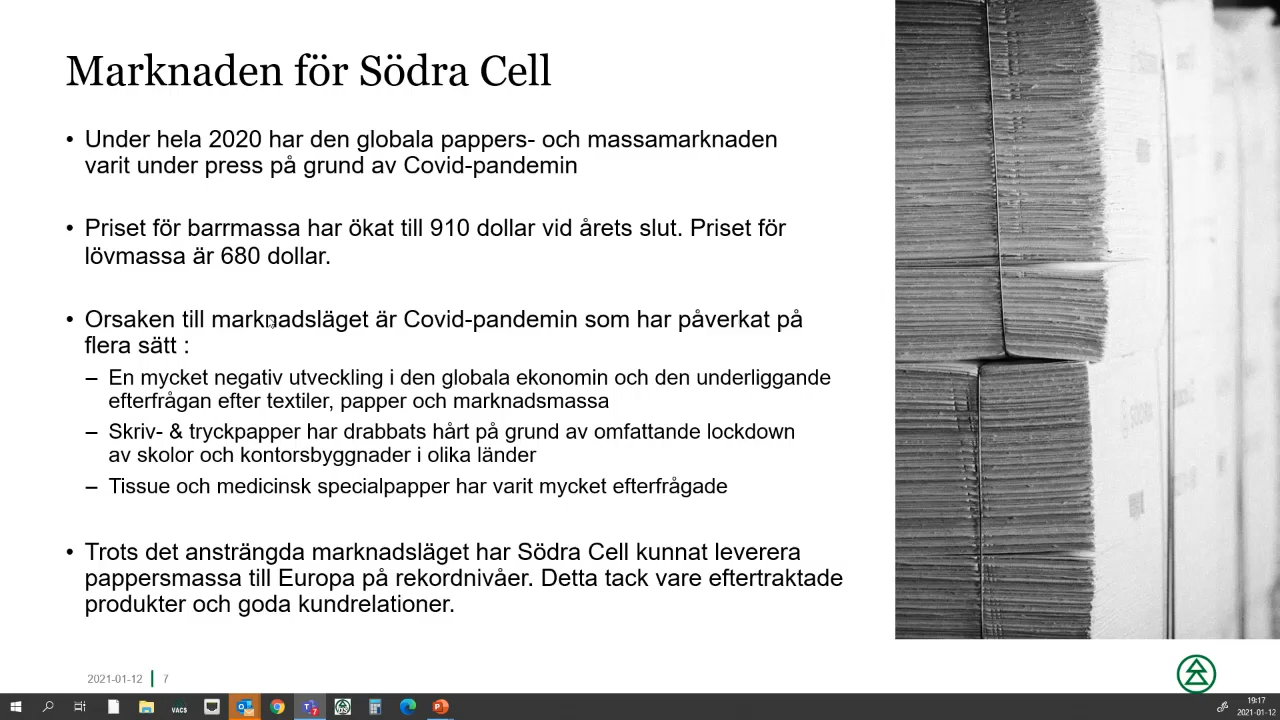 Marknaden för Södra Cell
• Under hela 2020 har den globala pappers- och massamarknaden
varit under press på grund av Covid-pandemin
• Priset för barrmassa har ökat till 910 dollar vid årets slut. Priset för
lövmassa är 680 dollar.
• Orsaken till marknadsläget är Covid-pandemin som har påverkat på
flera sätt :
– En mycket negativ utveckling i den globala ekonomin och den underliggande
efterfrågan efter textiler, papper och marknadsmassa
– Skriv- & tryckpapper har drabbats hårt på grund av omfattande lockdown
av skolor och kontorsbyggnader i olika länder
– Tissue och medicinsk specialpapper har varit mycket efterfrågade
• Trots det ansträngda marknadsläget har Södra Cell kunnat leverera
pappersmassa till Europa på rekordnivåer. Detta tack vare eftertraktade
produkter och goda kundrelationer.
2021-01-12 | 7
VACS
19:17
2021-01-12